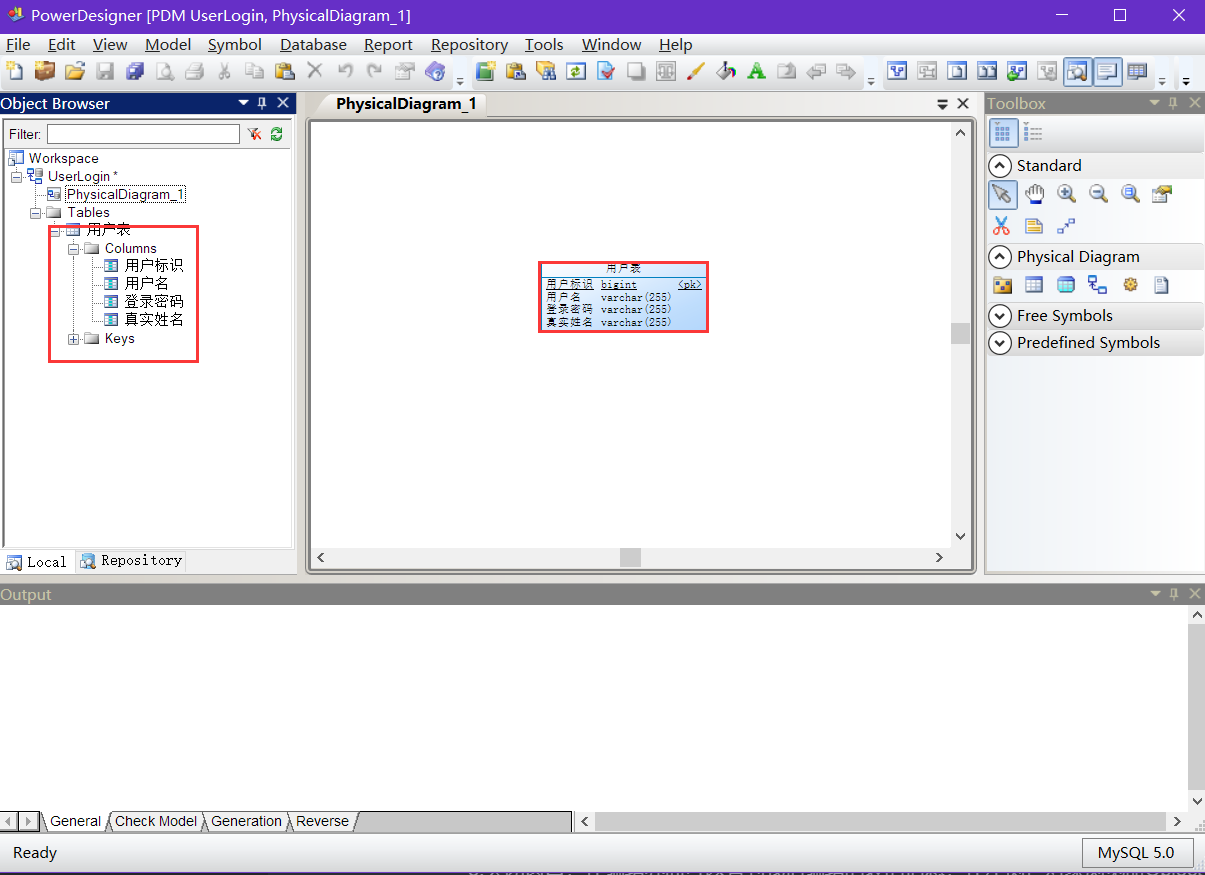 PowerDesigner [PDM UserLogin, PhysicalDiagram_1]
File Edit View Model Symbol Database Report Repository Tools Window Help
Object Browser
Filter:
Workspace
UserLogin *
PhysicalDiagram_1
Tables
用户表
Columns
用户标识
用户名
登录密码
真实姓名
Keys
Local Repository
PhysicalDiagram_1
用户表
用户标识 bigint <pk>
用户名 varchar(255)
登录密码 varchar(255)
真实姓名 varchar(255)
Toolbox
Standard
Physical Diagram
Free Symbols
Predefined Symbols
Output
General Check Model Generation Reverse
Ready
MySQL 5.0